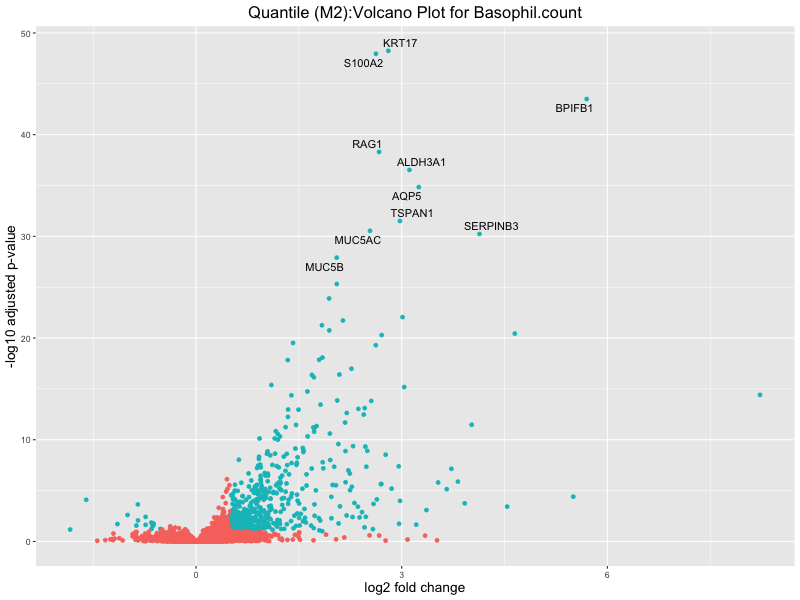 Quantile (M2):Volcano Plot for Basophil.count
50
KRT17
S100A2
BPIFB1
40
RAG1
ALDH3A1
AQP5
TSPAN1
SERPINB3
30
MUC5AC
MUC5B
20
10
0
-log10 adjusted p-value
0 3 6
log2 fold change